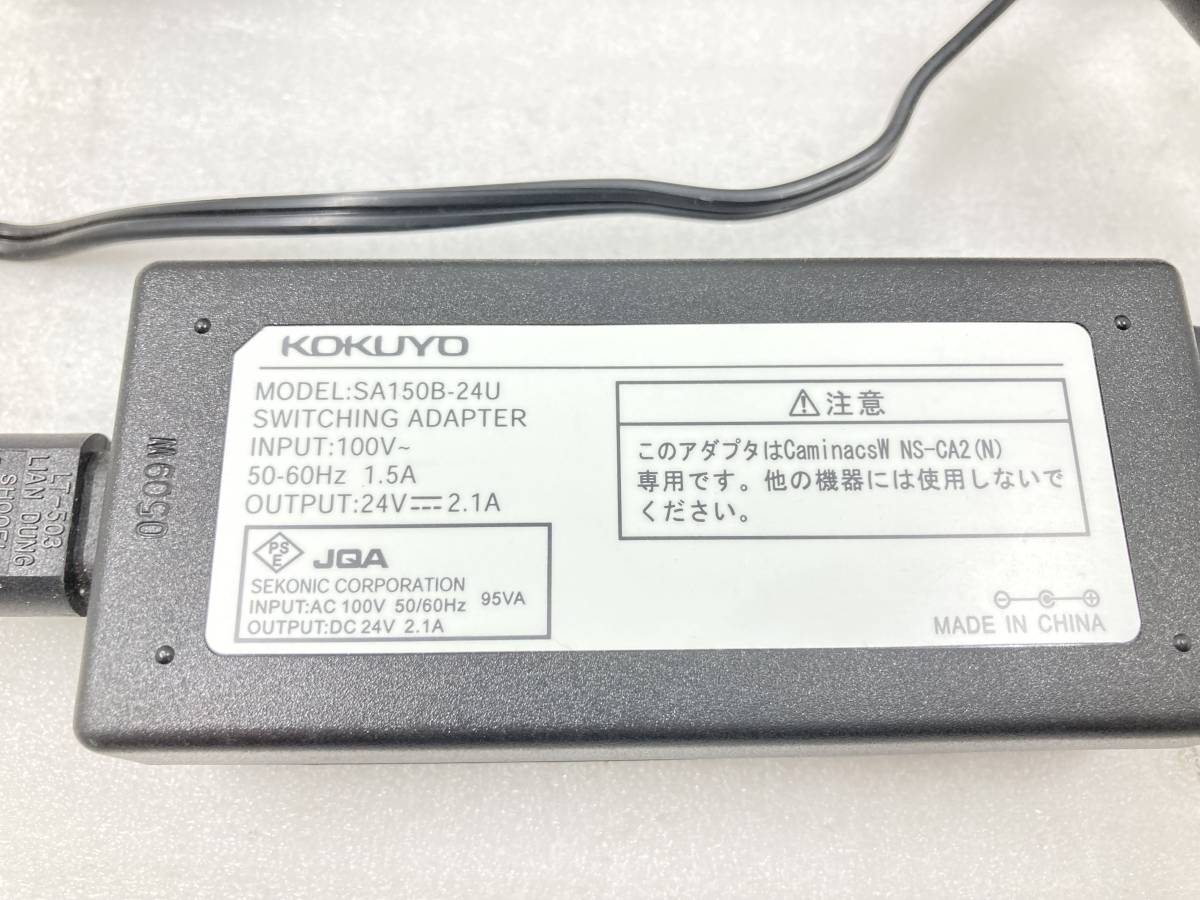 KOKUYO
MODEL:SA150B-24U
SWITCHING ADAPTER
INPUT:100V~
50-60Hz 1.5A
OUTPUT:24V⎓2.1A
PS
E
JQA
SEKONIC CORPORATION
INPUT:AC 100V 50/60Hz 95VA
OUTPUT:DC 24V 2.1A
⚠注意
このアダプタはCaminacsW NS-CA2(N)
専用です。他の機器には使用しないで
ください。
MADE IN CHINA
0509M
LT-503
LIAN DUNG